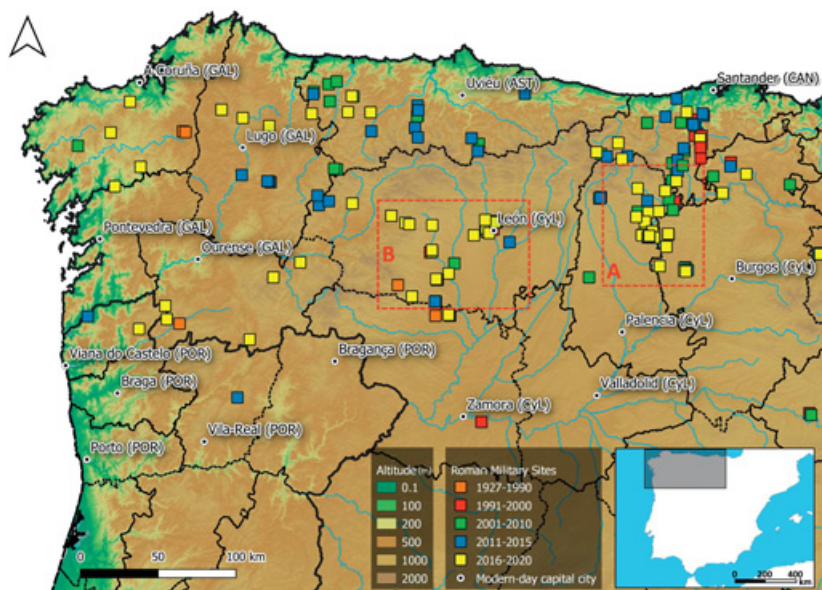 A Coruña (GAL)
Uviéu (AST)
Santander (CAN)
Lugo (GAL)
León (CyL)
Pontevedra (GAL)
Ourense (GAL)
B
A
Burgos (CyL)
Palencia (CyL)
Viana do Castelo (POR)
Bragança (POR)
Braga (POR)
Valladolid (CyL)
Zamora (CyL)
Vila-Real (POR)
Porto (POR)
Altitude (m)
0.1
100
200
500
1000
2000
Roman Military Sites
1927-1990
1991-2000
2001-2010
2011-2015
2016-2020
Modern-day capital city
0 50 100 km
0 200 400 km